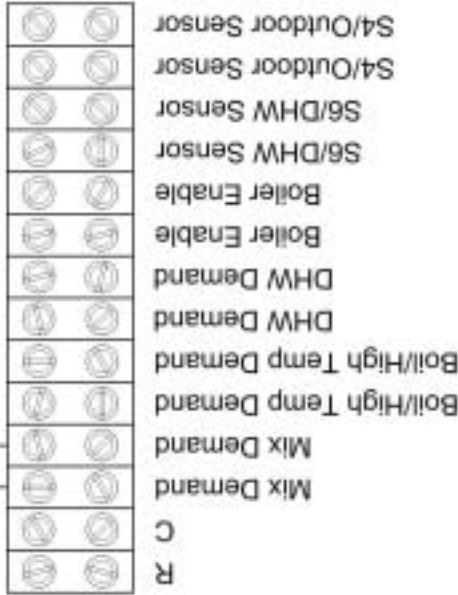 R
C
Mix Demand
Mix Demand
Boil/High Temp Demand
Boil/High Temp Demand
DHW Demand
DHW Demand
Boiler Enable
Boiler Enable
S6/DHW Sensor
S6/DHW Sensor
S4/Outdoor Sensor
S4/Outdoor Sensor